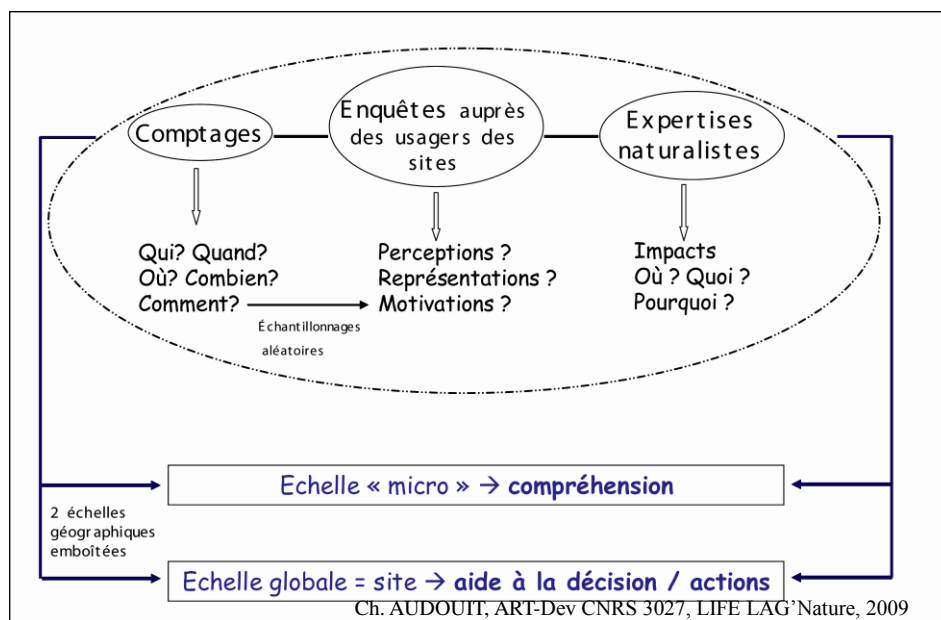 Comptages
Enquêtes auprès
des usagers des
sites
Expertises
naturalistes
Qui? Quand?
Où? Combien?
Comment?
Perceptions ?
Représentations ?
Motivations ?
Impacts
Où ? Quoi ?
Pourquoi ?
Échantillonnages
aléatoires
Echelle « micro » → compréhension
2 échelles
géographiques
emboîtées
Echelle globale = site → aide à la décision / actions
Ch. AUDOUIT, ART-Dev CNRS 3027, LIFE LAG’Nature, 2009